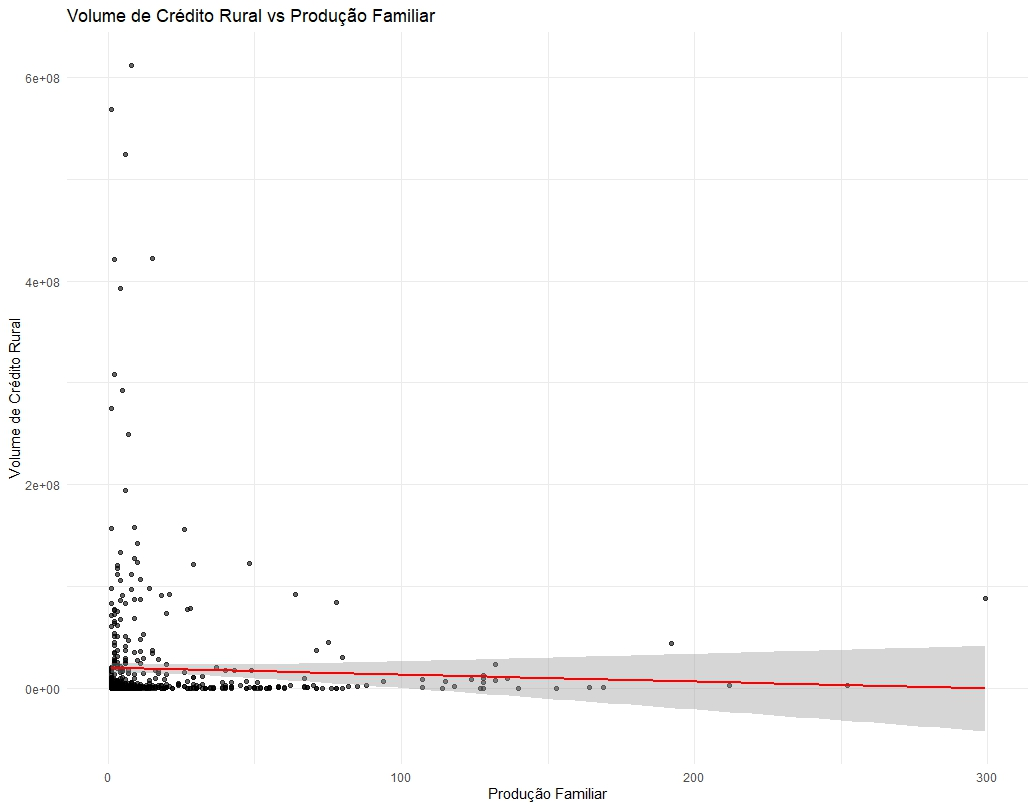 Volume de Crédito Rural vs Produção Familiar
6e+08
4e+08
2e+08
0e+00
Volume de Crédito Rural
0
100
200
300
Produção Familiar